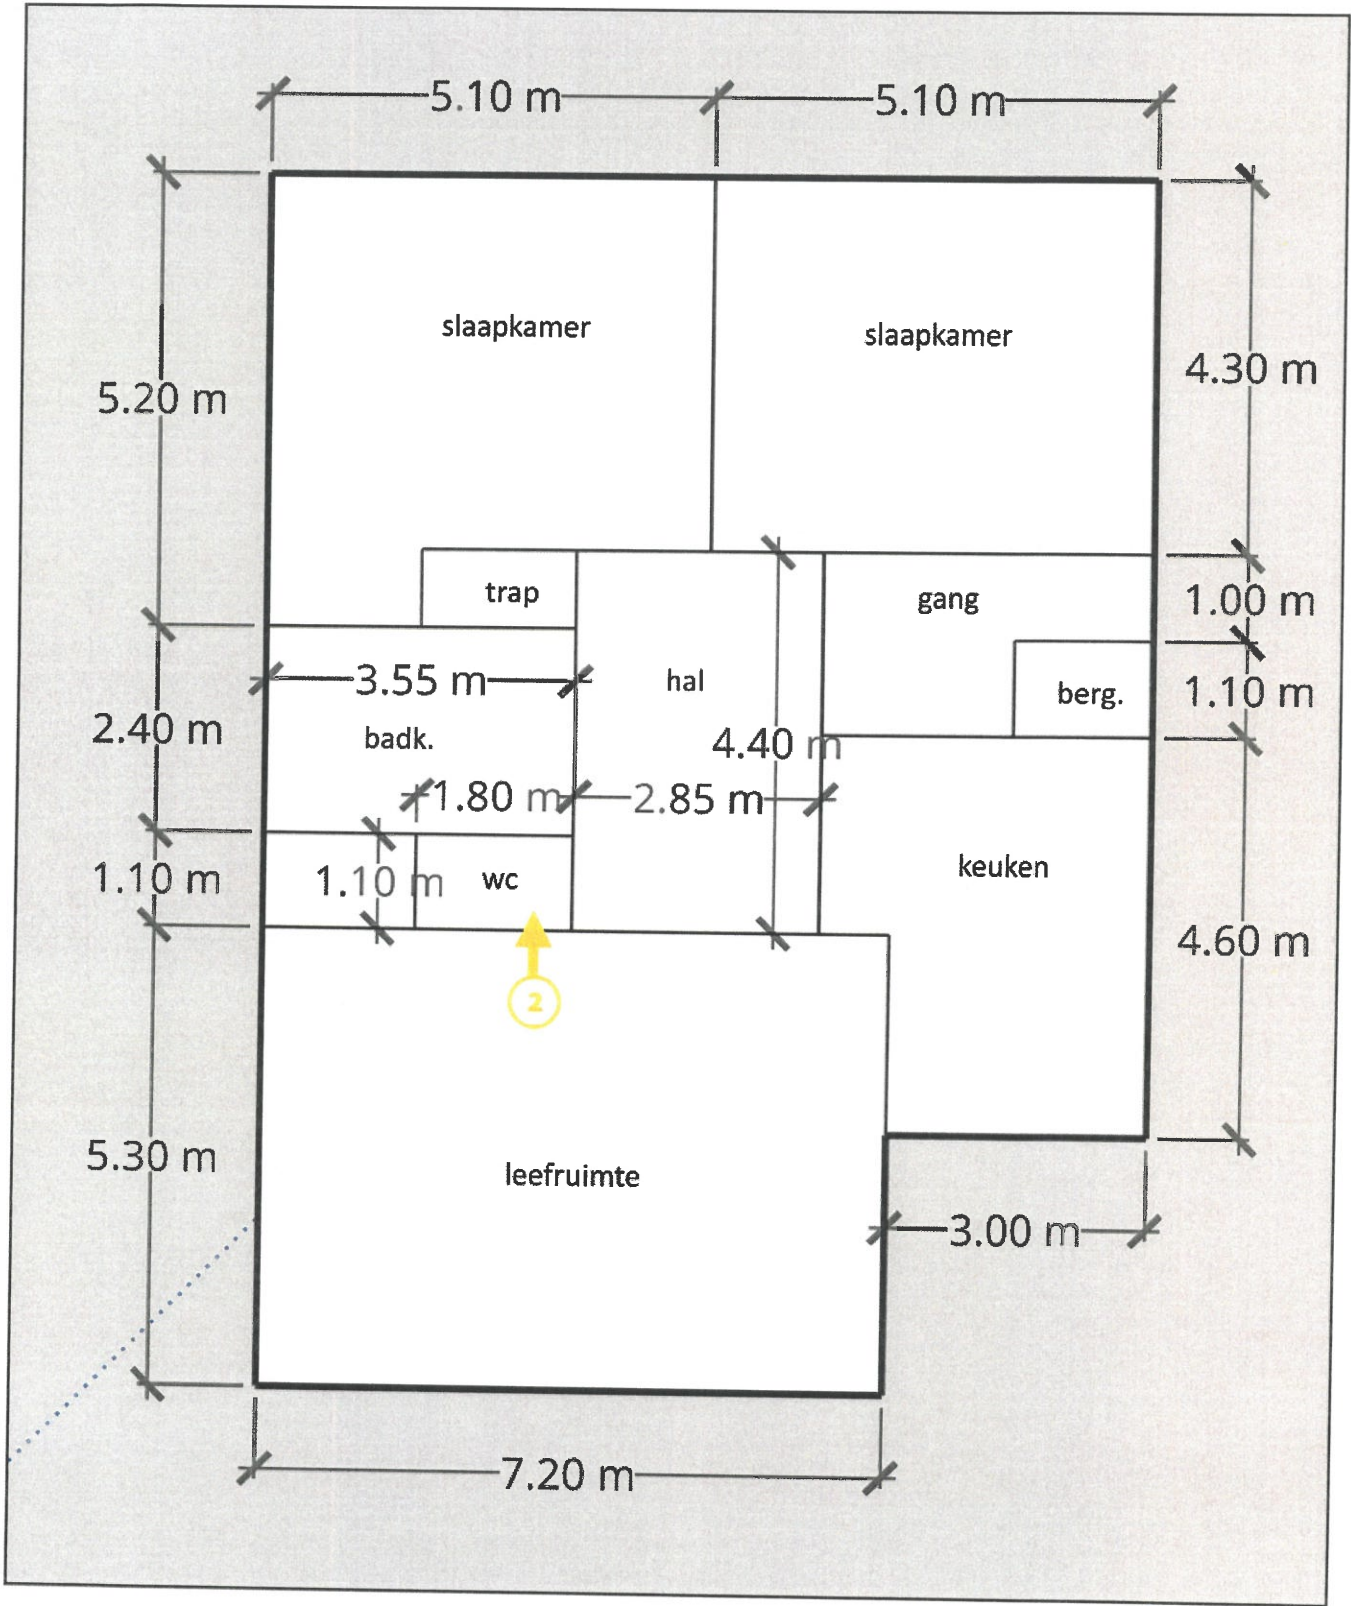 5.10 m
5.10 m
slaapkamer
slaapkamer
4.30 m
5.20 m
trap
gang
1.00 m
3.55 m
hal
berg.
1.10 m
2.40 m
badk.
4.40 m
1.80 m
2.85 m
keuken
1.10 m
1.10 m
wc
4.60 m
2
5.30 m
leefruimte
3.00 m
7.20 m